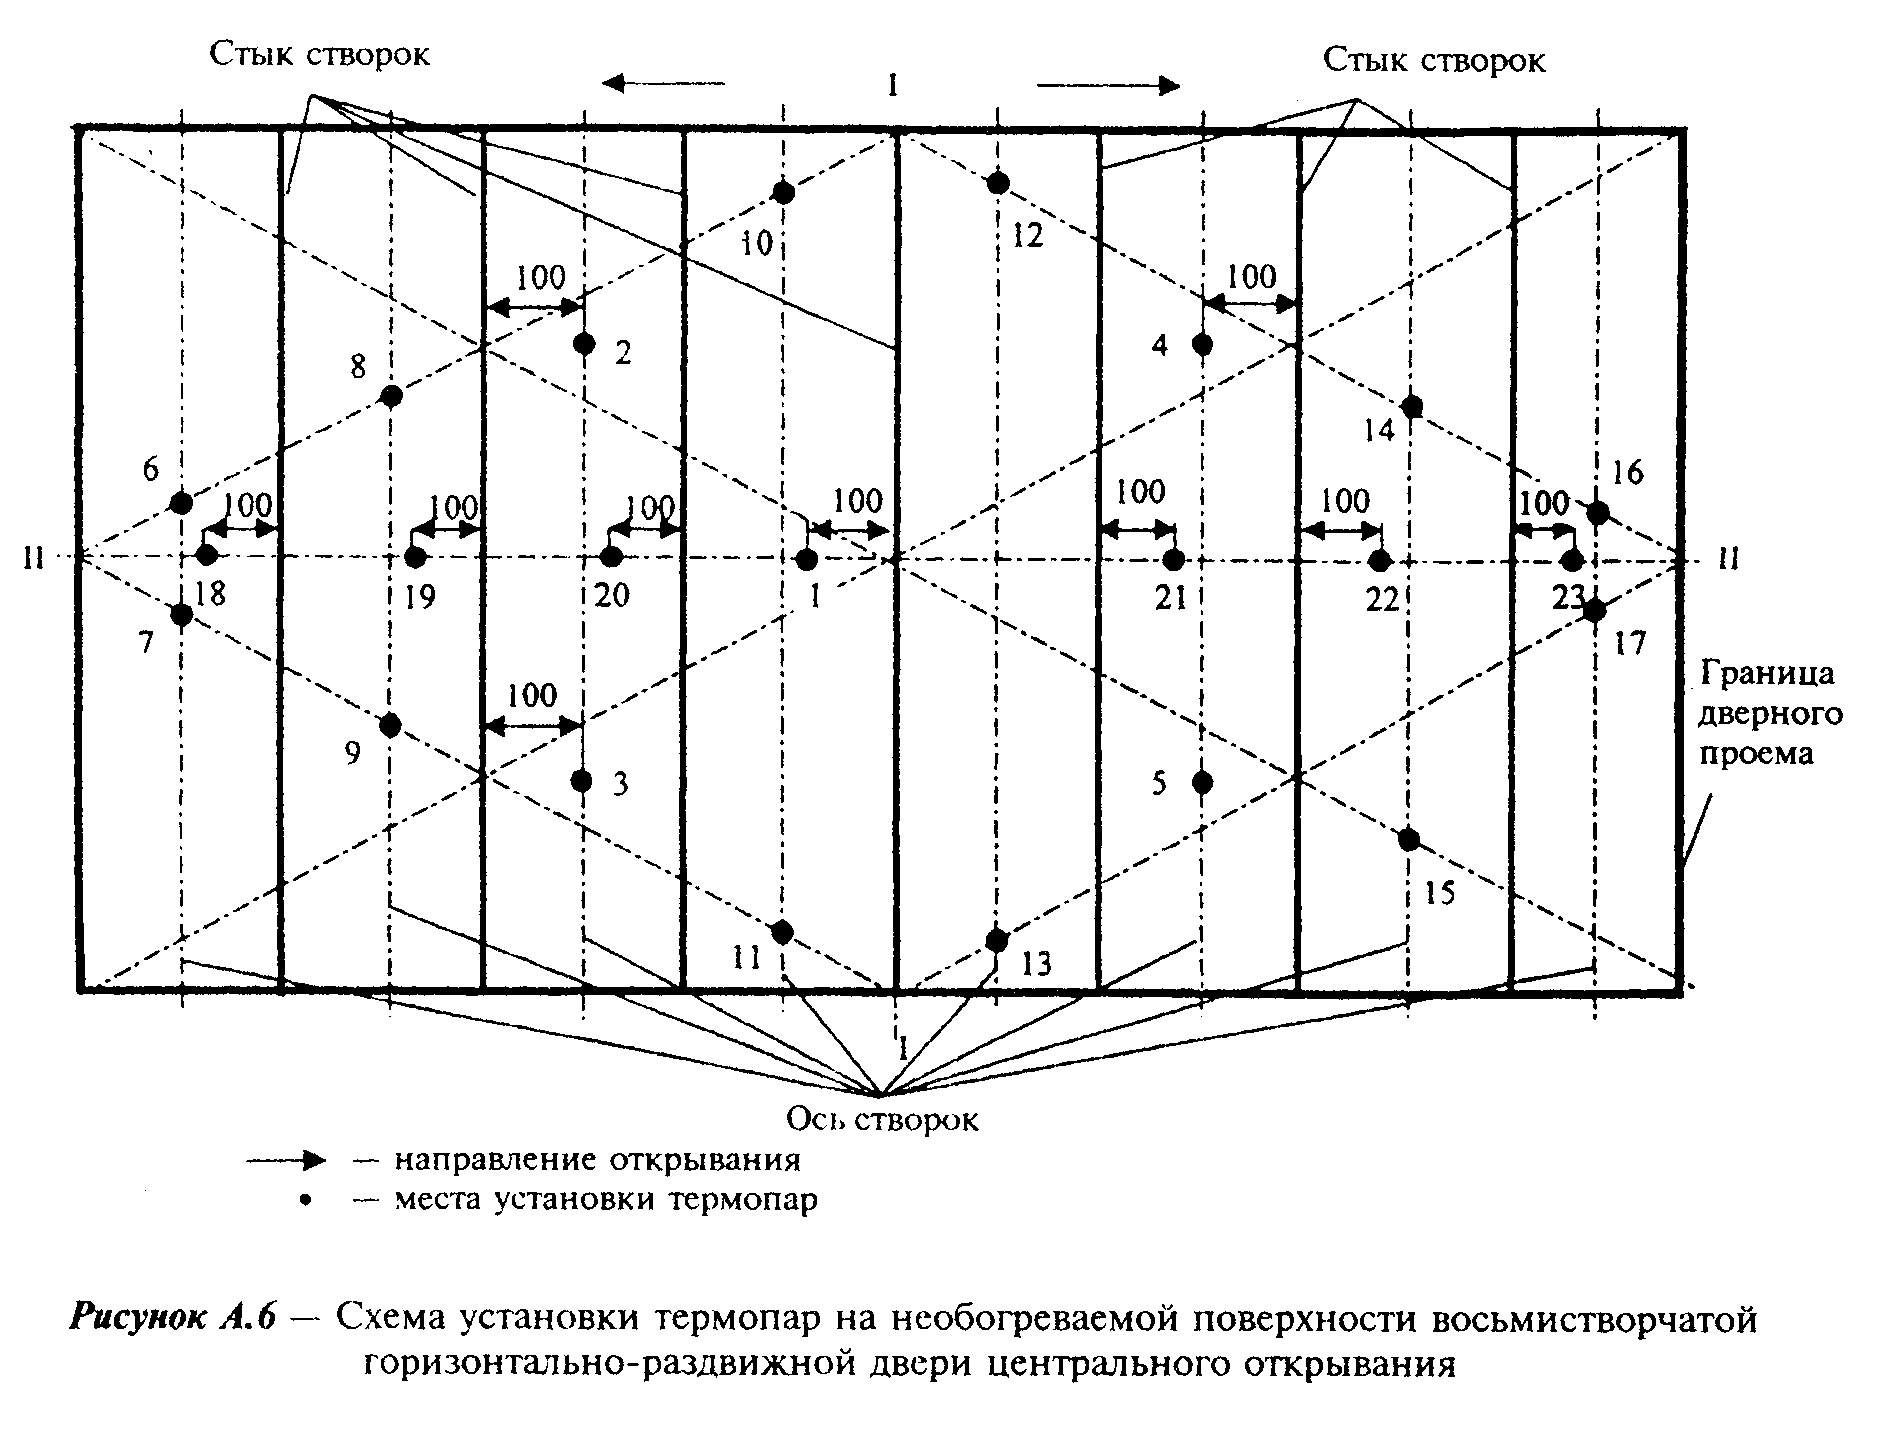 Стык створок
Стык створок
I
10
12
100
100
2
4
8
14
6
16
100
100
100
100
100
100
100
II
II
18
19
20
1
21
22
23
7
17
Граница
дверного
проема
100
9
3
5
15
11
13
I
Ось створок
— направление открывания
— места установки термопар
Рисунок А.6 — Схема установки термопар на необогреваемой поверхности восьмистворчатой
горизонтально-раздвижной двери центрального открывания